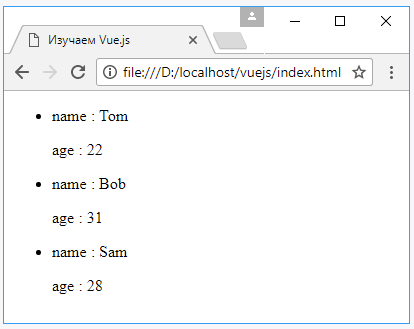 Изучаем Vue.js
file:///D:/localhost/vuejs/index.html
name : Tom
age : 22
name : Bob
age : 31
name : Sam
age : 28